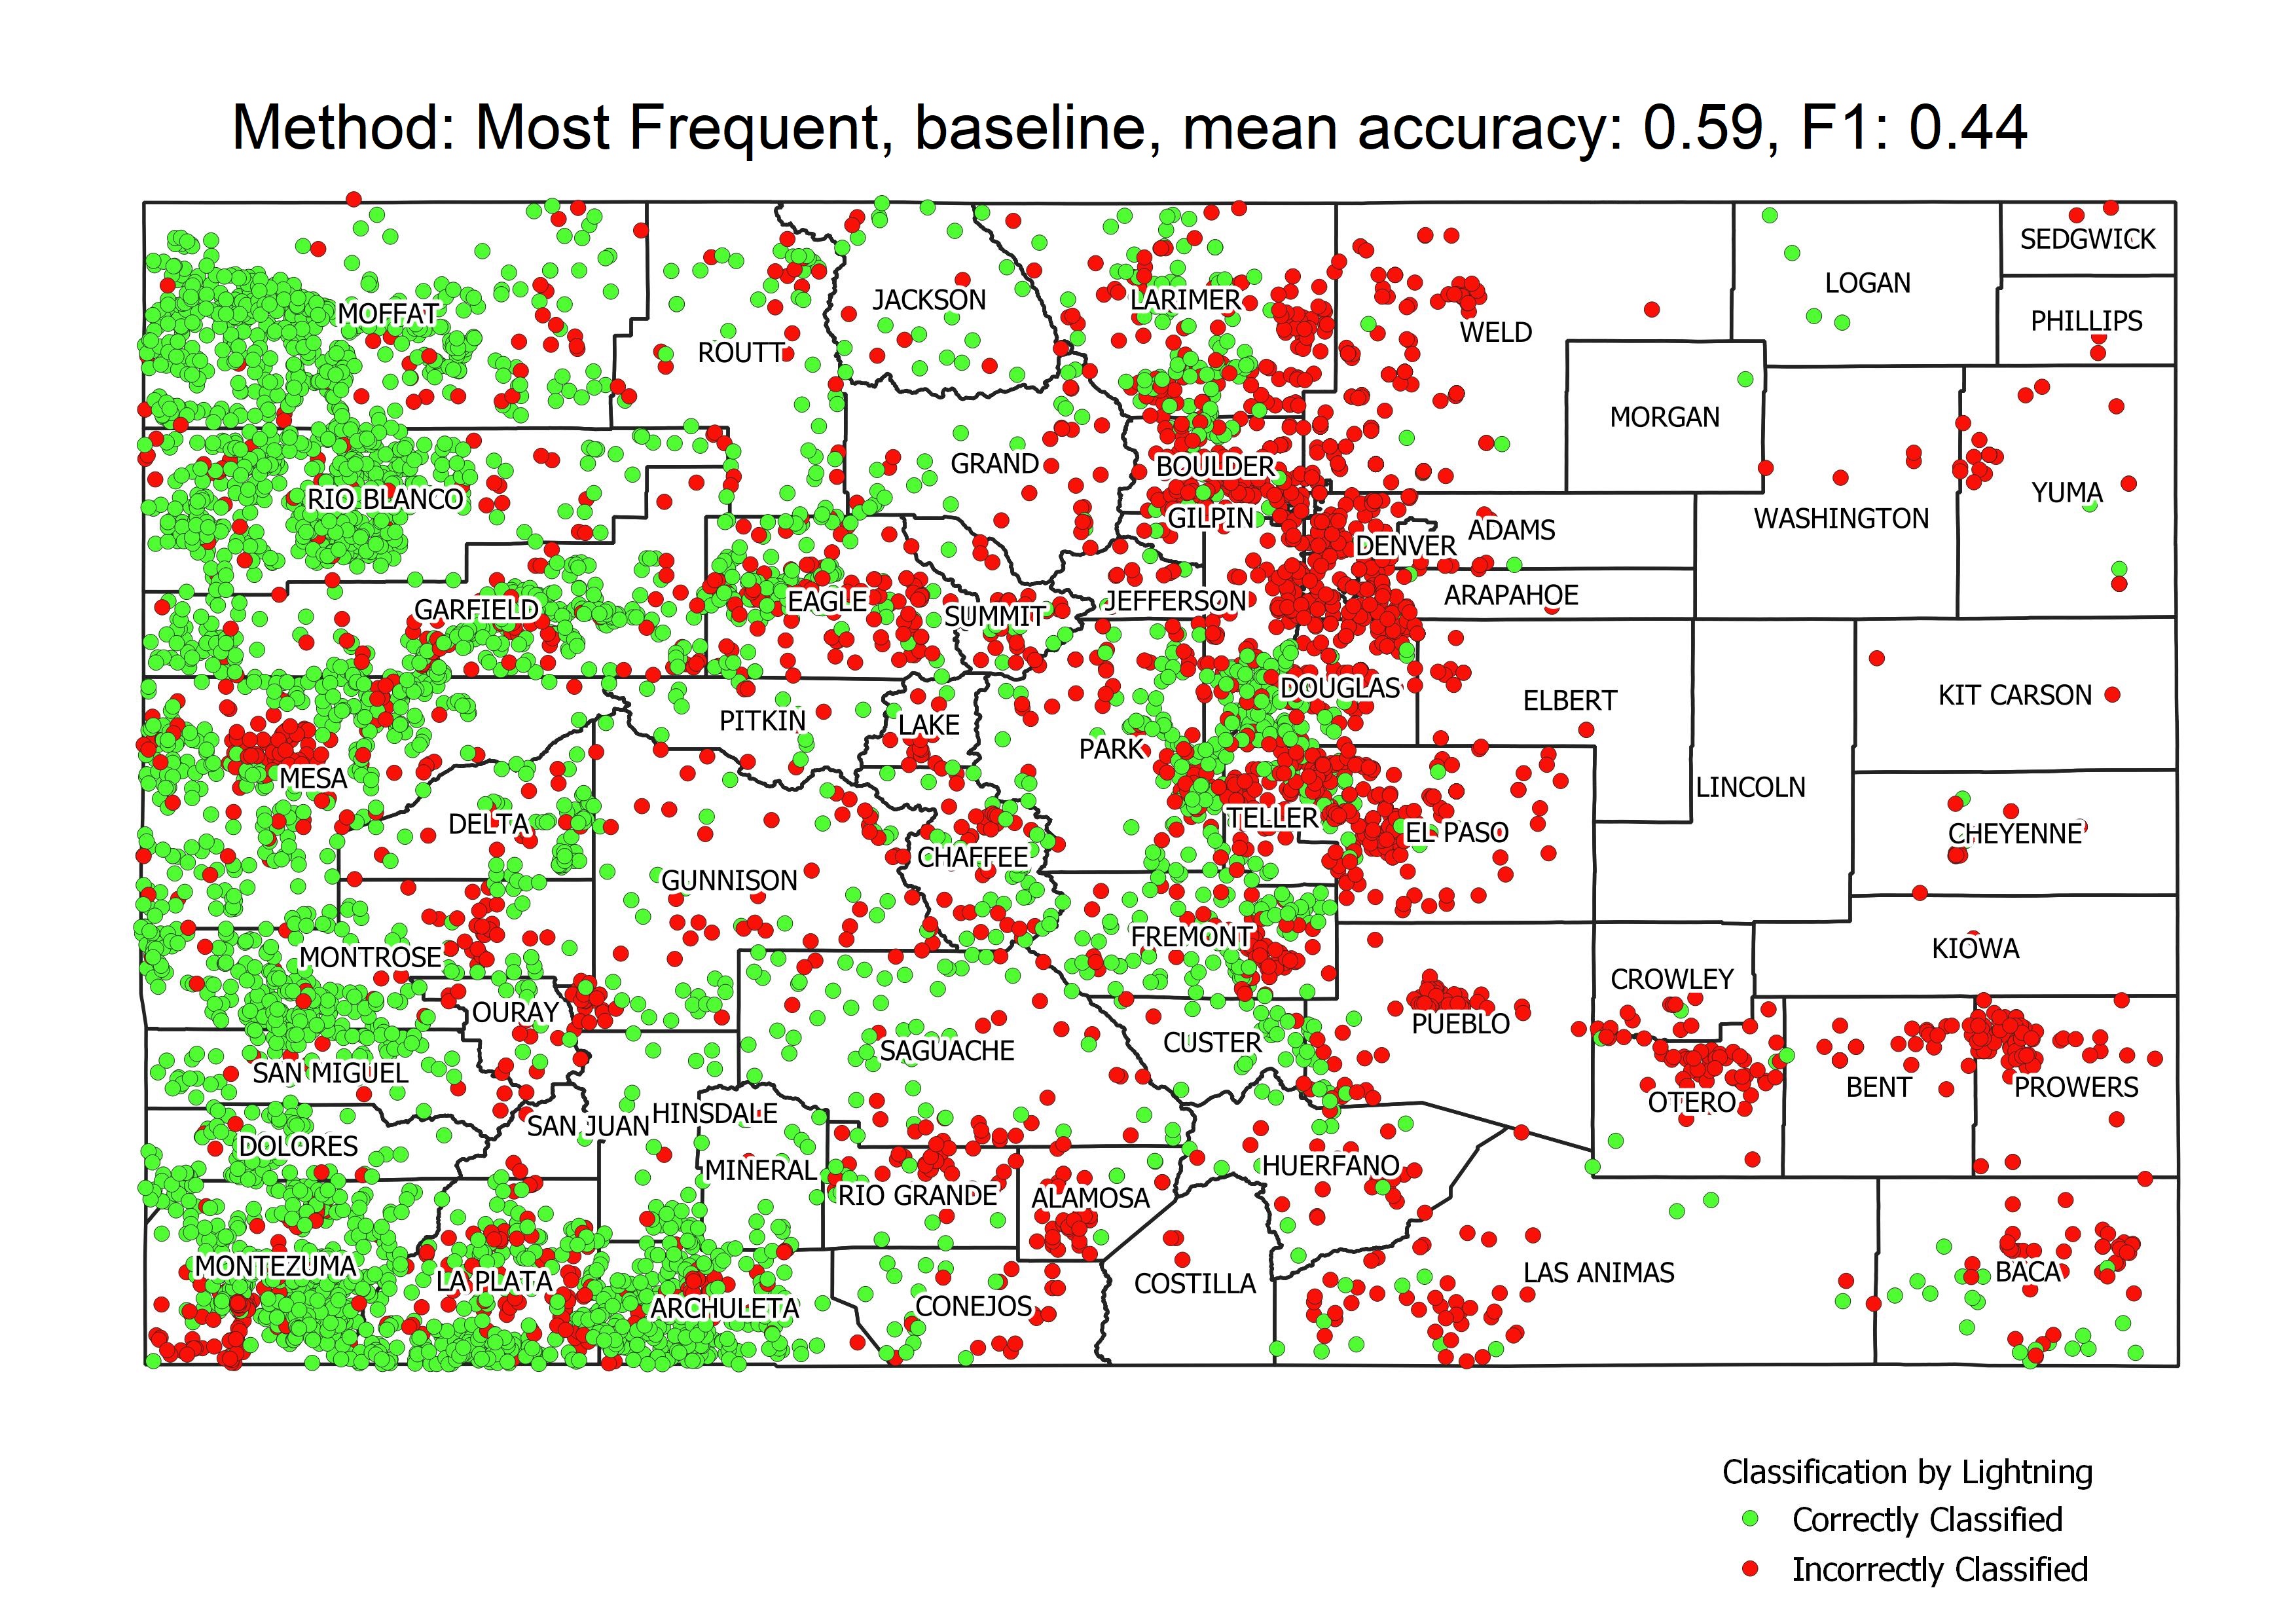 Method: Most Frequent, baseline, mean accuracy: 0.59, F1: 0.44
SEDGWICK
LOGAN
JACKSON
LARIMER
MOFFAT
PHILLIPS
WELD
ROUTT
MORGAN
GRAND
BOULDER
YUMA
RIO BLANCO
GILPIN
WASHINGTON
ADAMS
DENVER
ARAPAHOE
GARFIELD
EAGLE
SUMMIT
JEFFERSON
DOUGLAS
KIT CARSON
ELBERT
PITKIN
LAKE
PARK
MESA
LINCOLN
DELTA
TELLER
EL PASO
CHEYENNE
CHAFFEE
GUNNISON
FREMONT
MONTROSE
KIOWA
CROWLEY
OURAY
PUEBLO
CUSTER
SAGUACHE
SAN MIGUEL
BENT
PROWERS
OTERO
HINSDALE
SAN JUAN
DOLORES
MINERAL
HUERFANO
RIO GRANDE
ALAMOSA
MONTEZUMA
LA PLATA
COSTILLA
LAS ANIMAS
BACA
ARCHULETA
CONEJOS
Classification by Lightning
Correctly Classified
Incorrectly Classified